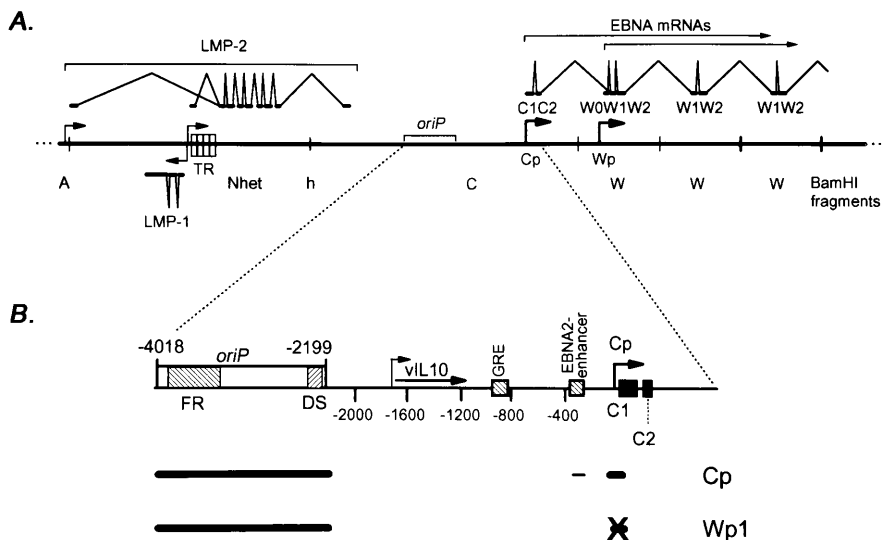 A.
LMP-2
EBNA mRNAs
C1C2 W0W1W2 W1W2 W1W2
oriP
Cp Wp
TR
A Nhet h C W W W BamHI fragments
LMP-1
B.
-4018 oriP -2199
vIL10
GRE
EBNA2-enhancer
Cp
FR DS
-2000 -1600 -1200 -800 -400
C1
C2
Cp
Wp1